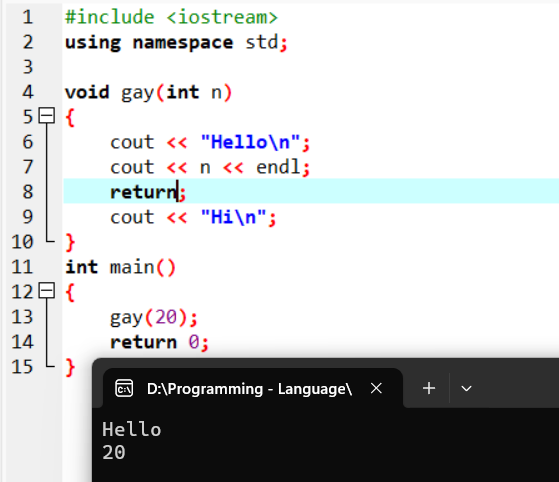 1 #include <iostream>
2 using namespace std;
3
4 void gay(int n)
5 {
6 cout << "Hello\n";
7 cout << n << endl;
8 return;
9 cout << "Hi\n";
10 }
11 int main()
12 {
13 gay(20);
14 return 0;
15 }
D:\Programming - Language\
Hello
20